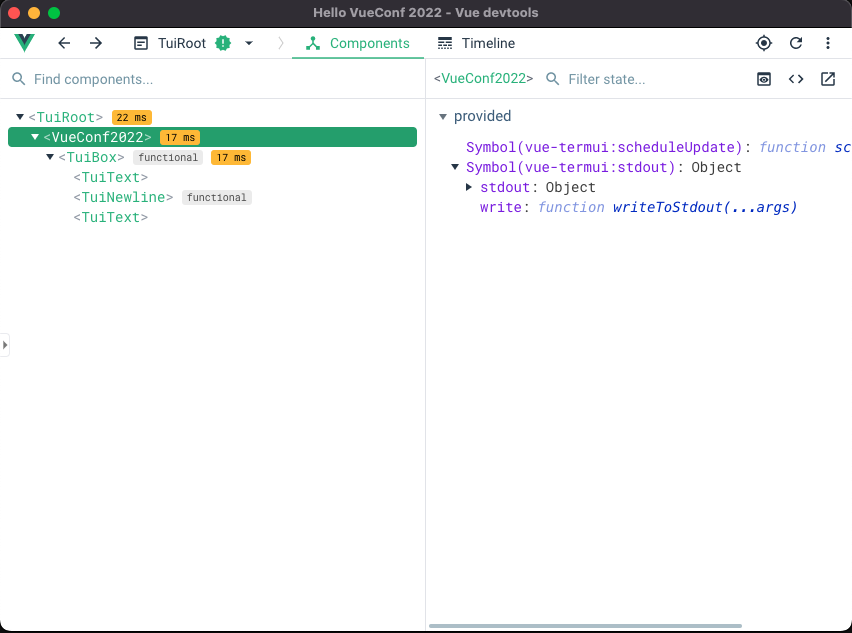 Hello VueConf 2022 - Vue devtools
TuiRoot Components Timeline
Find components...
<TuiRoot> 22 ms
<VueConf2022> 17 ms
<TuiBox> functional 17 ms
<TuiText>
<TuiNewline> functional
<TuiText>
<VueConf2022> Filter state...
provided
Symbol(vue-termui:scheduleUpdate): function sc
Symbol(vue-termui:stdout): Object
stdout: Object
write: function writeToStdout(...args)